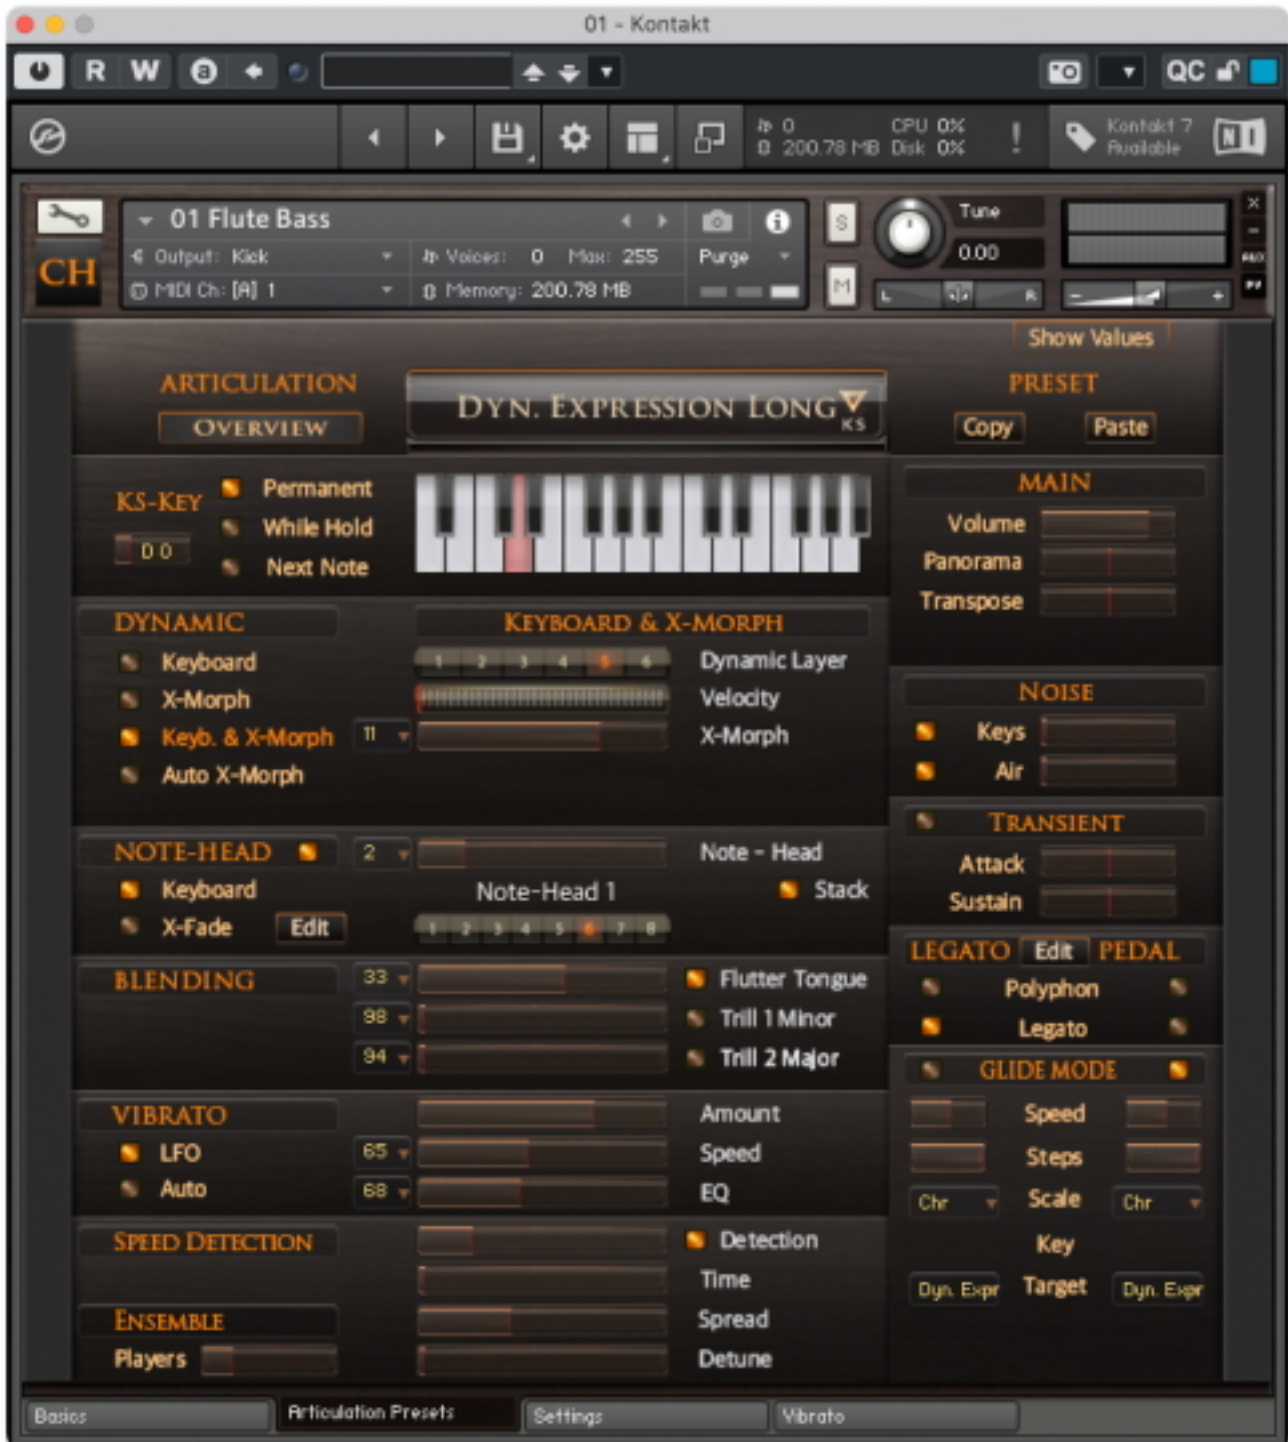 01 - Kontakt
R W a QC
0 CPU 0% Kontakt 7
200.78 MB Disk 0% ! Available NI
01 Flute Bass S Tune
Output: Kick Voices: 0 Max: 255 Purge 0.00
CH MIDI Ch: [A] 1 Memory: 200.78 MB M L R - +
AUX
PV
Show Values
ARTICULATION DYN. EXPRESSION LONG KS PRESET
OVERVIEW Copy Paste
KS-KEY Permanent MAIN
While Hold Volume
D 0 Next Note Panorama
Transpose
DYNAMIC KEYBOARD & X-MORPH
Keyboard 1 2 3 4 5 6 Dynamic Layer
X-Morph Velocity NOISE
Keyb. & X-Morph 11 X-Morph Keys
Auto X-Morph Air
TRANSIENT
NOTE-HEAD 2 Note - Head Attack
Keyboard Note-Head 1 Stack Sustain
X-Fade Edit 1 2 3 4 5 6 7 8
LEGATO Edit PEDAL
BLENDING 33 Flutter Tongue Polyphon
98 Trill 1 Minor Legato
94 Trill 2 Major GLIDE MODE
VIBRATO Amount Speed
LFO 65 Speed Steps
Auto 68 EQ Chr Scale Chr
SPEED DETECTION Detection Key
Time Dyn. Expr Target Dyn. Expr
ENSEMBLE Spread
Players Detune
Basics Articulation Presets Settings Vibrato